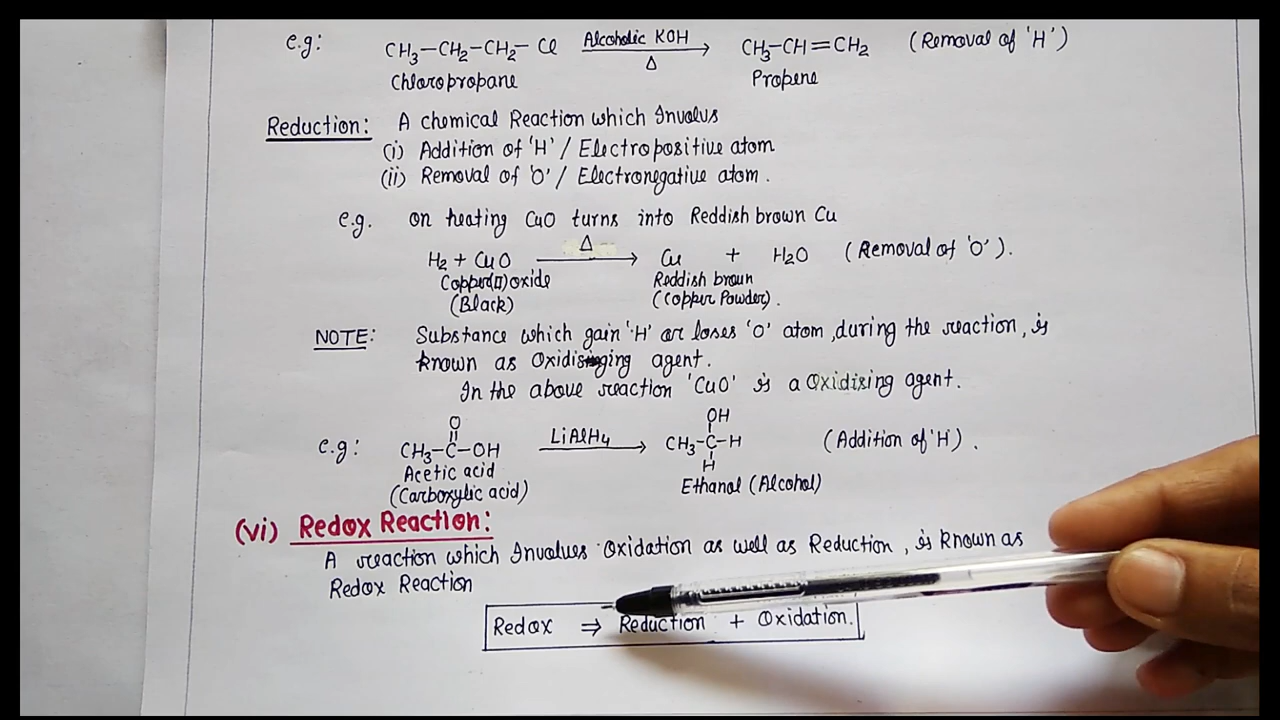 e.g: CH3–CH2–CH2–Cl Alcoholic KOH Δ CH3–CH=CH2 (Removal of 'H')
Chloropropane Propene
Reduction: A chemical Reaction which Involves
(i) Addition of 'H' / Electropositive atom
(ii) Removal of 'O' / Electronegative atom.
e.g. on heating CuO turns into Reddish brown Cu
H2 + CuO Δ → Cu + H2O (Removal of 'O').
Copper(II)oxide Reddish brown
(Black) (Copper Powder).
NOTE: Substance which gain 'H' or loses 'O' atom, during the reaction, is
known as Oxidising agent.
In the above reaction 'CuO' is a Oxidizing agent.
O OH
e.g: CH3–C–OH LiAlH4 → CH3–C–H (Addition of 'H').
H
Acetic acid
(Carboxylic acid) Ethanol (Alcohol)
(vi) Redox Reaction:
A reaction which Involves Oxidation as well as Reduction, is known as
Redox Reaction
Redox ⇒ Reduction + Oxidation.